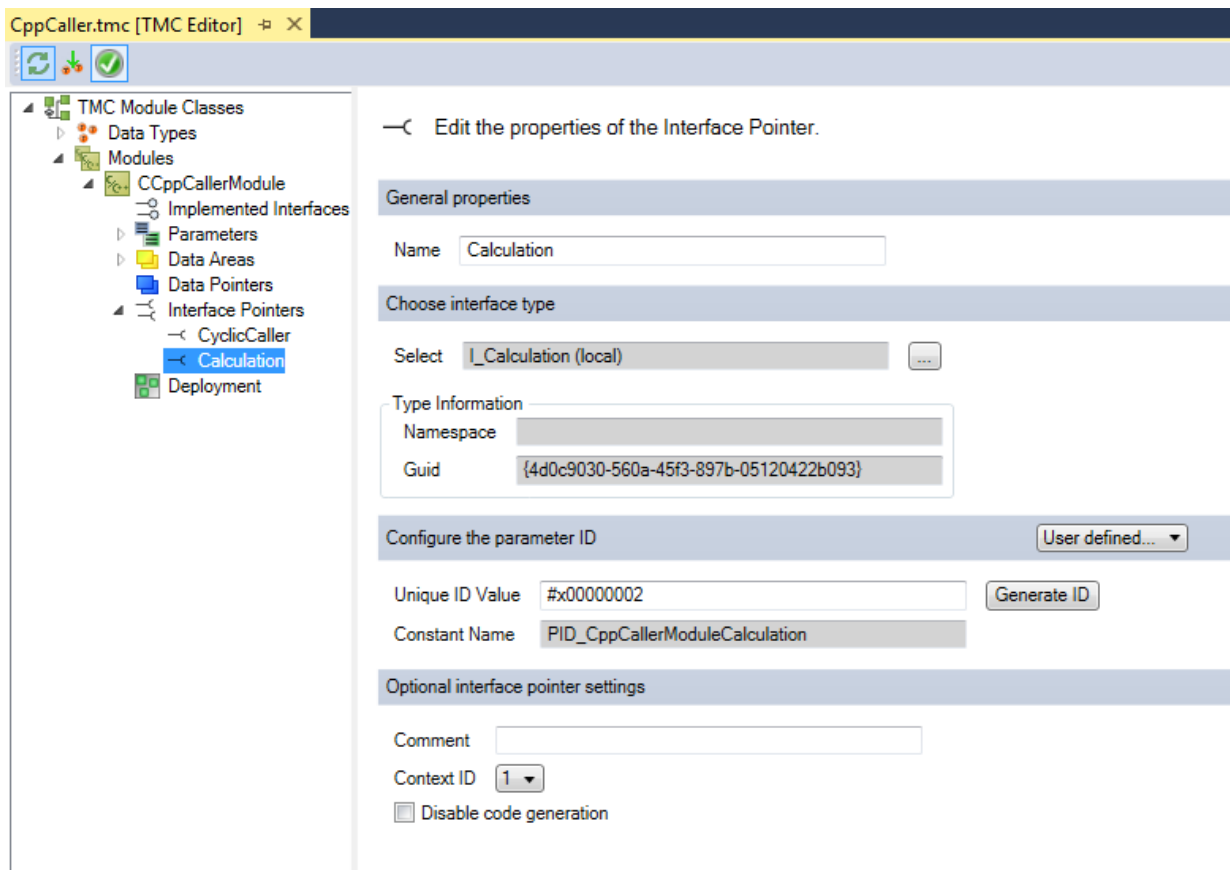 CppCaller.tmc [TMC Editor]
TMC Module Classes
Data Types
Modules
CCppCallerModule
Implemented Interfaces
Parameters
Data Areas
Data Pointers
Interface Pointers
CyclicCaller
Calculation
Deployment
Edit the properties of the Interface Pointer.
General properties
Name Calculation
Choose interface type
Select I_Calculation (local) ...
Type Information
Namespace
Guid {4d0c9030-560a-45f3-897b-05120422b093}
Configure the parameter ID User defined...
Unique ID Value #x00000002 Generate ID
Constant Name PID_CppCallerModuleCalculation
Optional interface pointer settings
Comment
Context ID 1
Disable code generation